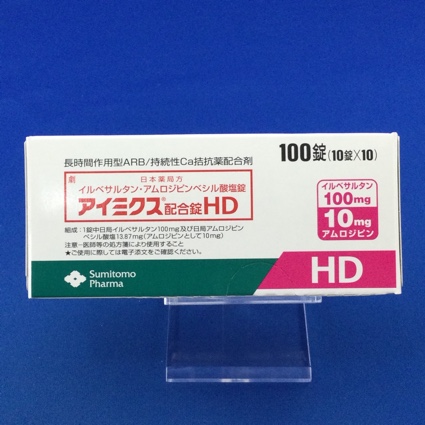 長時間作用型ARB/持続性Ca拮抗薬配合剤
100錠(10錠×10)
劇 日本薬局方
イルベサルタン・アムロジピンベシル酸塩錠
アイミクス®配合錠HD
組成:1錠中日局イルベサルタン100mg及び日局アムロジピン
ベシル酸塩13.87mg(アムロジピンとして10mg)
注意-医師等の処方箋により使用すること
★ご使用に際しては電子添文をご確認ください。
イルベサルタン
100mg
10mg
アムロジピン
Sumitomo
Pharma
HD